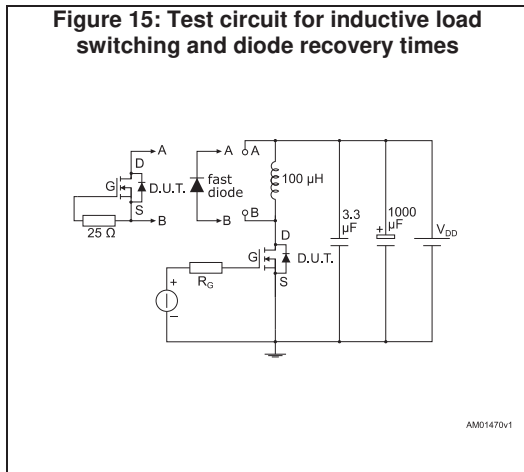 Figure 15: Test circuit for inductive load
switching and diode recovery times
A
D
G
D.U.T.
S
B
25 Ω
A
fast
diode
B
A
B
100 µH
D
G
D.U.T.
S
R_G
+
−
3.3
µF
1000
µF
+
V_DD
AM01470v1